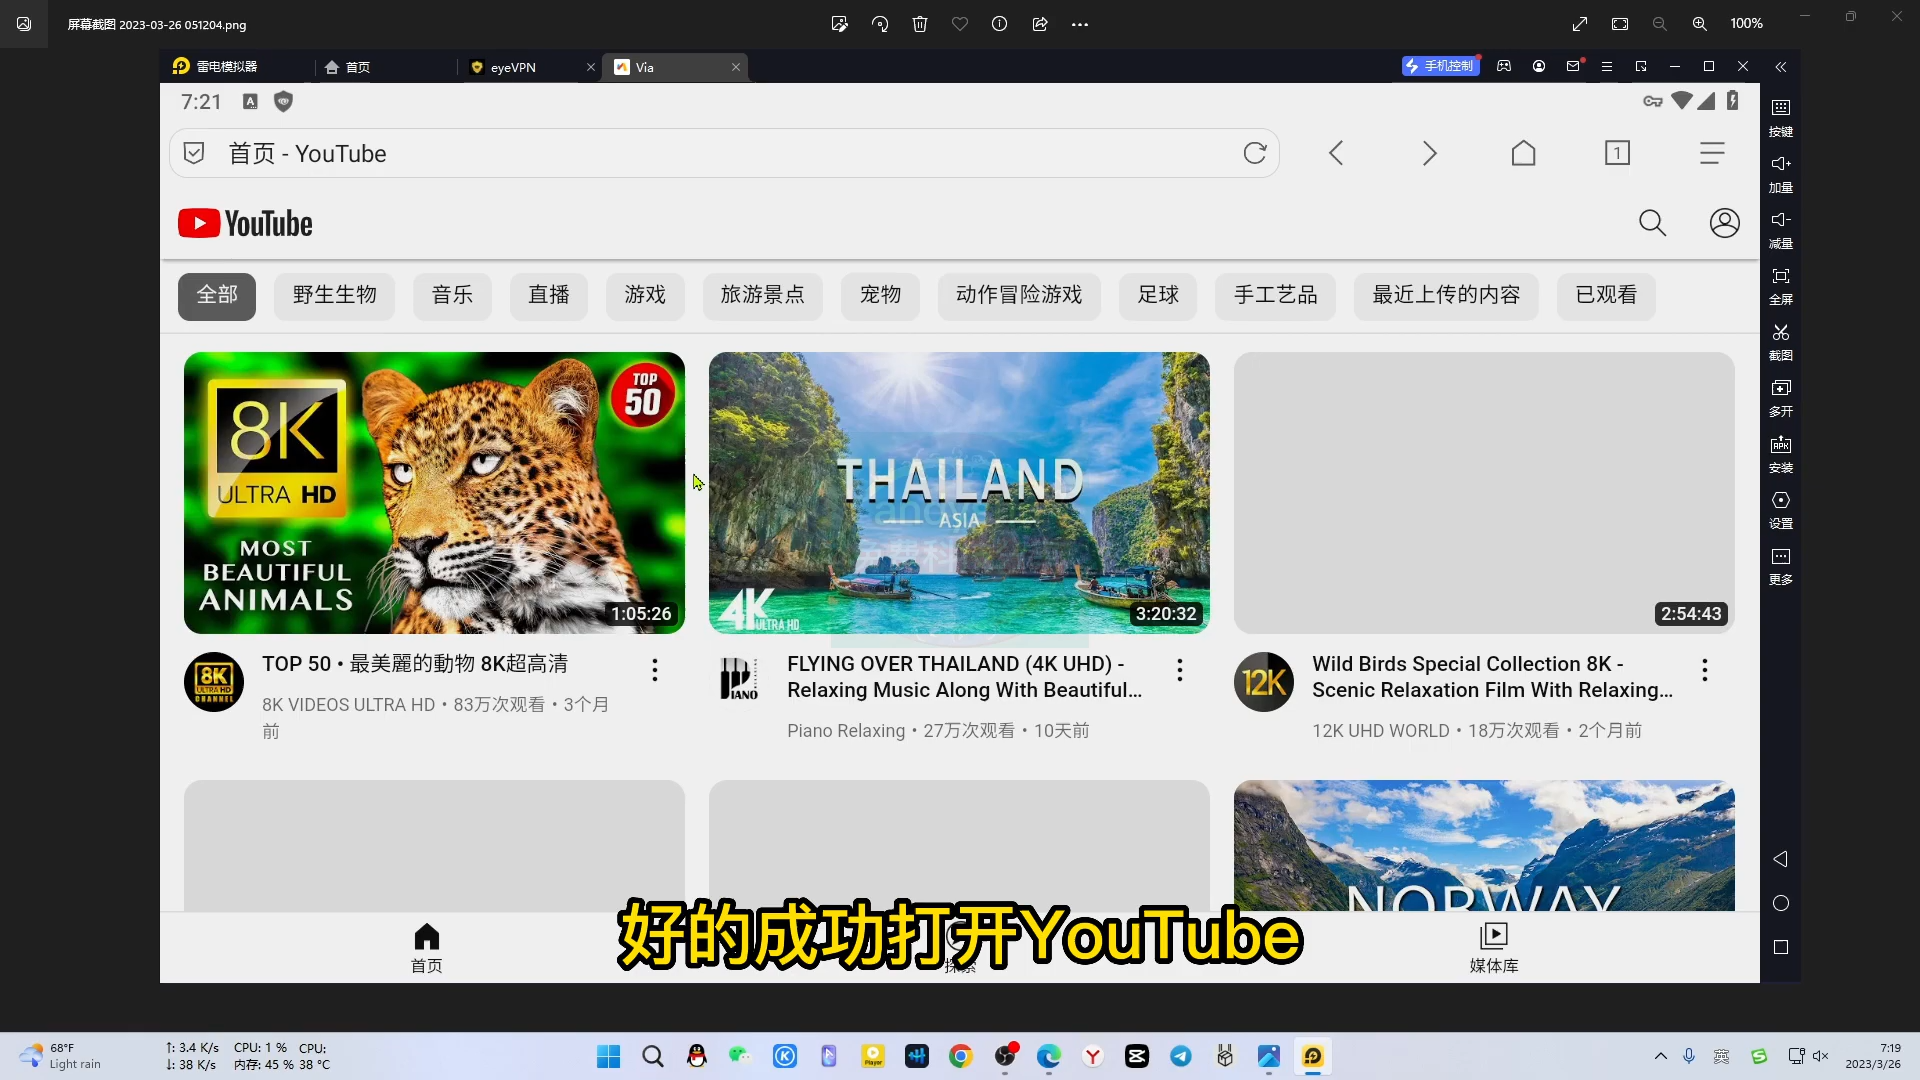 屏幕截图 2023-03-26 051204.png
100%
雷电模拟器
首页
eyeVPN
Via
手机控制
7:21
首页 - YouTube
1
YouTube
全部
野生生物
音乐
直播
游戏
旅游景点
宠物
动作冒险游戏
足球
手工艺品
最近上传的内容
已观看
按键
加量
减量
全屏
截图
多开
安装
设置
更多
8K
ULTRA HD
TOP
50
MOST
BEAUTIFUL
ANIMALS
1:05:26
THAILAND
ASIA
4K
ULTRA HD
3:20:32
2:54:43
TOP 50 • 最美麗的動物 8K超高清
8K VIDEOS ULTRA HD • 83万次观看 • 3个月
前
8K
ULTRA HD
CHANNEL
PIANO
FLYING OVER THAILAND (4K UHD) -
Relaxing Music Along With Beautiful...
Piano Relaxing • 27万次观看 • 10天前
12K
Wild Birds Special Collection 8K -
Scenic Relaxation Film With Relaxing...
12K UHD WORLD • 18万次观看 • 2个月前
NORWAY
好的成功打开YouTube
首页
探索
媒体库
68°F
Light rain
↑: 3.4 K/s
↓: 38 K/s
CPU: 1 %
内存: 45 %
CPU:
38 °C
英
7:19
2023/3/26